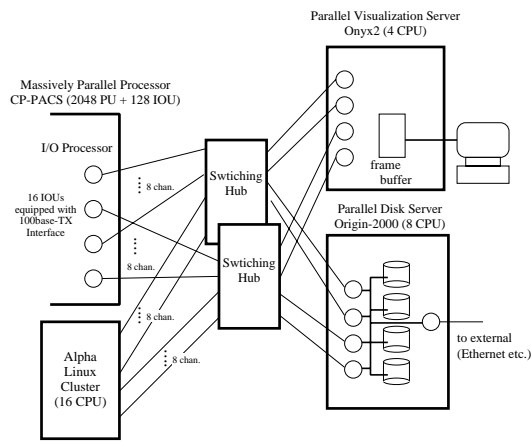 Parallel Visualization Server
Onyx2 (4 CPU)
Massively Parallel Processor
CP-PACS (2048 PU + 128 IOU)
I/O Processor
16 IOUs
equipped with
100base-TX
Interface
8 chan.
8 chan.
Swtiching
Hub
Swtiching
Hub
frame
buffer
Parallel Disk Server
Origin-2000 (8 CPU)
to external
(Ethernet etc.)
Alpha
Linux
Cluster
(16 CPU)
8 chan.
8 chan.